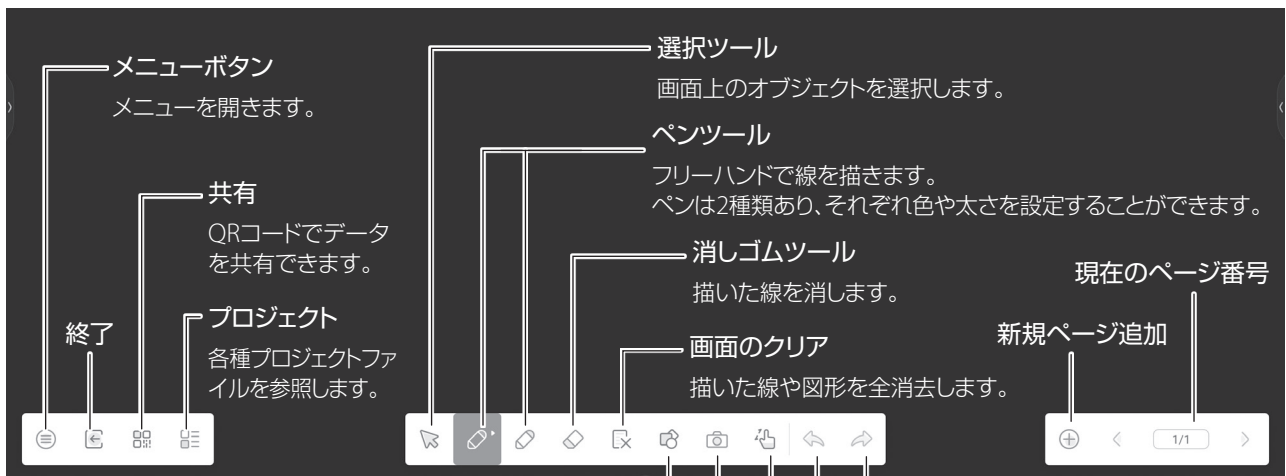 メニューボタン
メニューを開きます。
共有
QRコードでデータ
を共有できます。
プロジェクト
各種プロジェクトファ
イルを参照します。
終了
選択ツール
画面上のオブジェクトを選択します。
ペンツール
フリーハンドで線を描きます。
ペンは2種類あり、それぞれ色や太さを設定することができます。
消しゴムツール
描いた線を消します。
画面のクリア
描いた線や図形を全消去します。
現在のページ番号
新規ページ追加
1/1